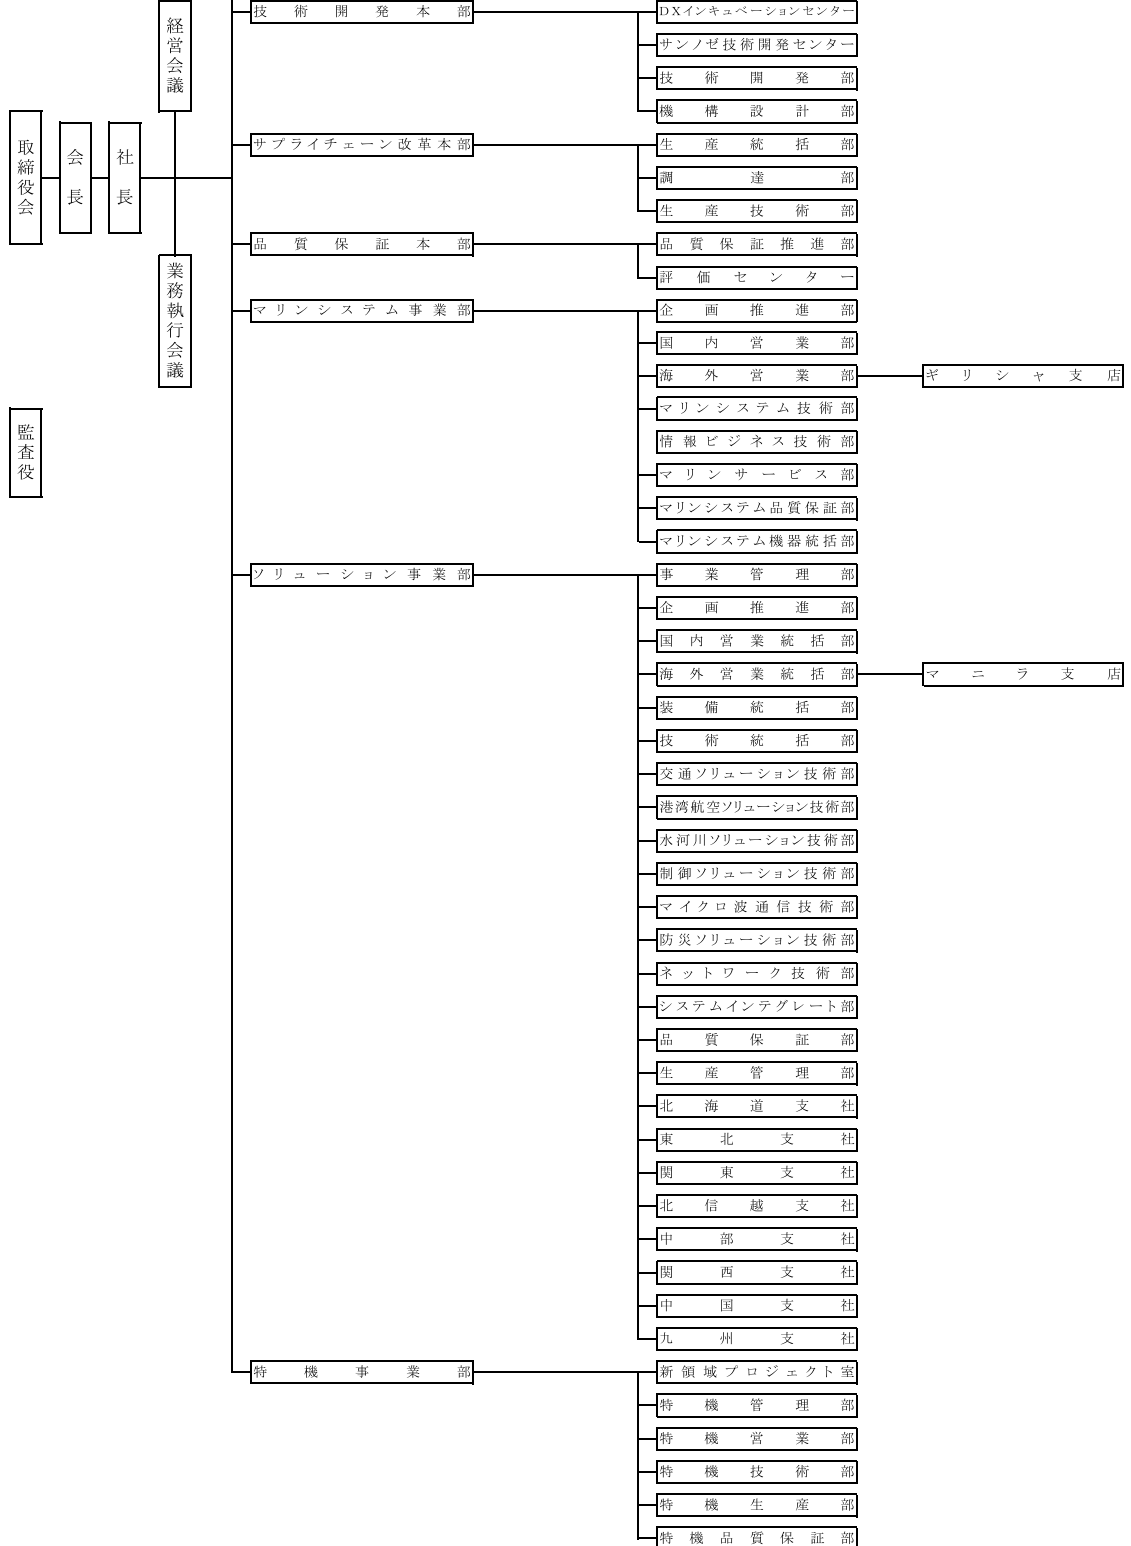 取締役会
会長
社長
経営会議
業務執行会議
監査役
技術開発本部
DXインキュベーションセンター
サンノゼ技術開発センター
技術開発部
機構設計部
サプライチェーン改革本部
生産統括部
調達部
生産技術部
品質保証本部
品質保証推進部
評価センター
マリンシステム事業部
企画推進部
国内営業部
海外営業部
ギリシャ支店
マリンシステム技術部
情報ビジネス技術部
マリンサービス部
マリンシステム品質保証部
マリンシステム機器統括部
ソリューション事業部
事業管理部
企画推進部
国内営業統括部
海外営業統括部
マニラ支店
装備統括部
技術統括部
交通ソリューション技術部
港湾航空ソリューション技術部
水河川ソリューション技術部
制御ソリューション技術部
マイクロ波通信技術部
防災ソリューション技術部
ネットワーク技術部
システムインテグレート部
品質保証部
生産管理部
北海道支社
東北支社
関東支社
北信越支社
中部支社
関西支社
中国支社
九州支社
特機事業部
新領域プロジェクト室
特機管理部
特機営業部
特機技術部
特機生産部
特機品質保証部